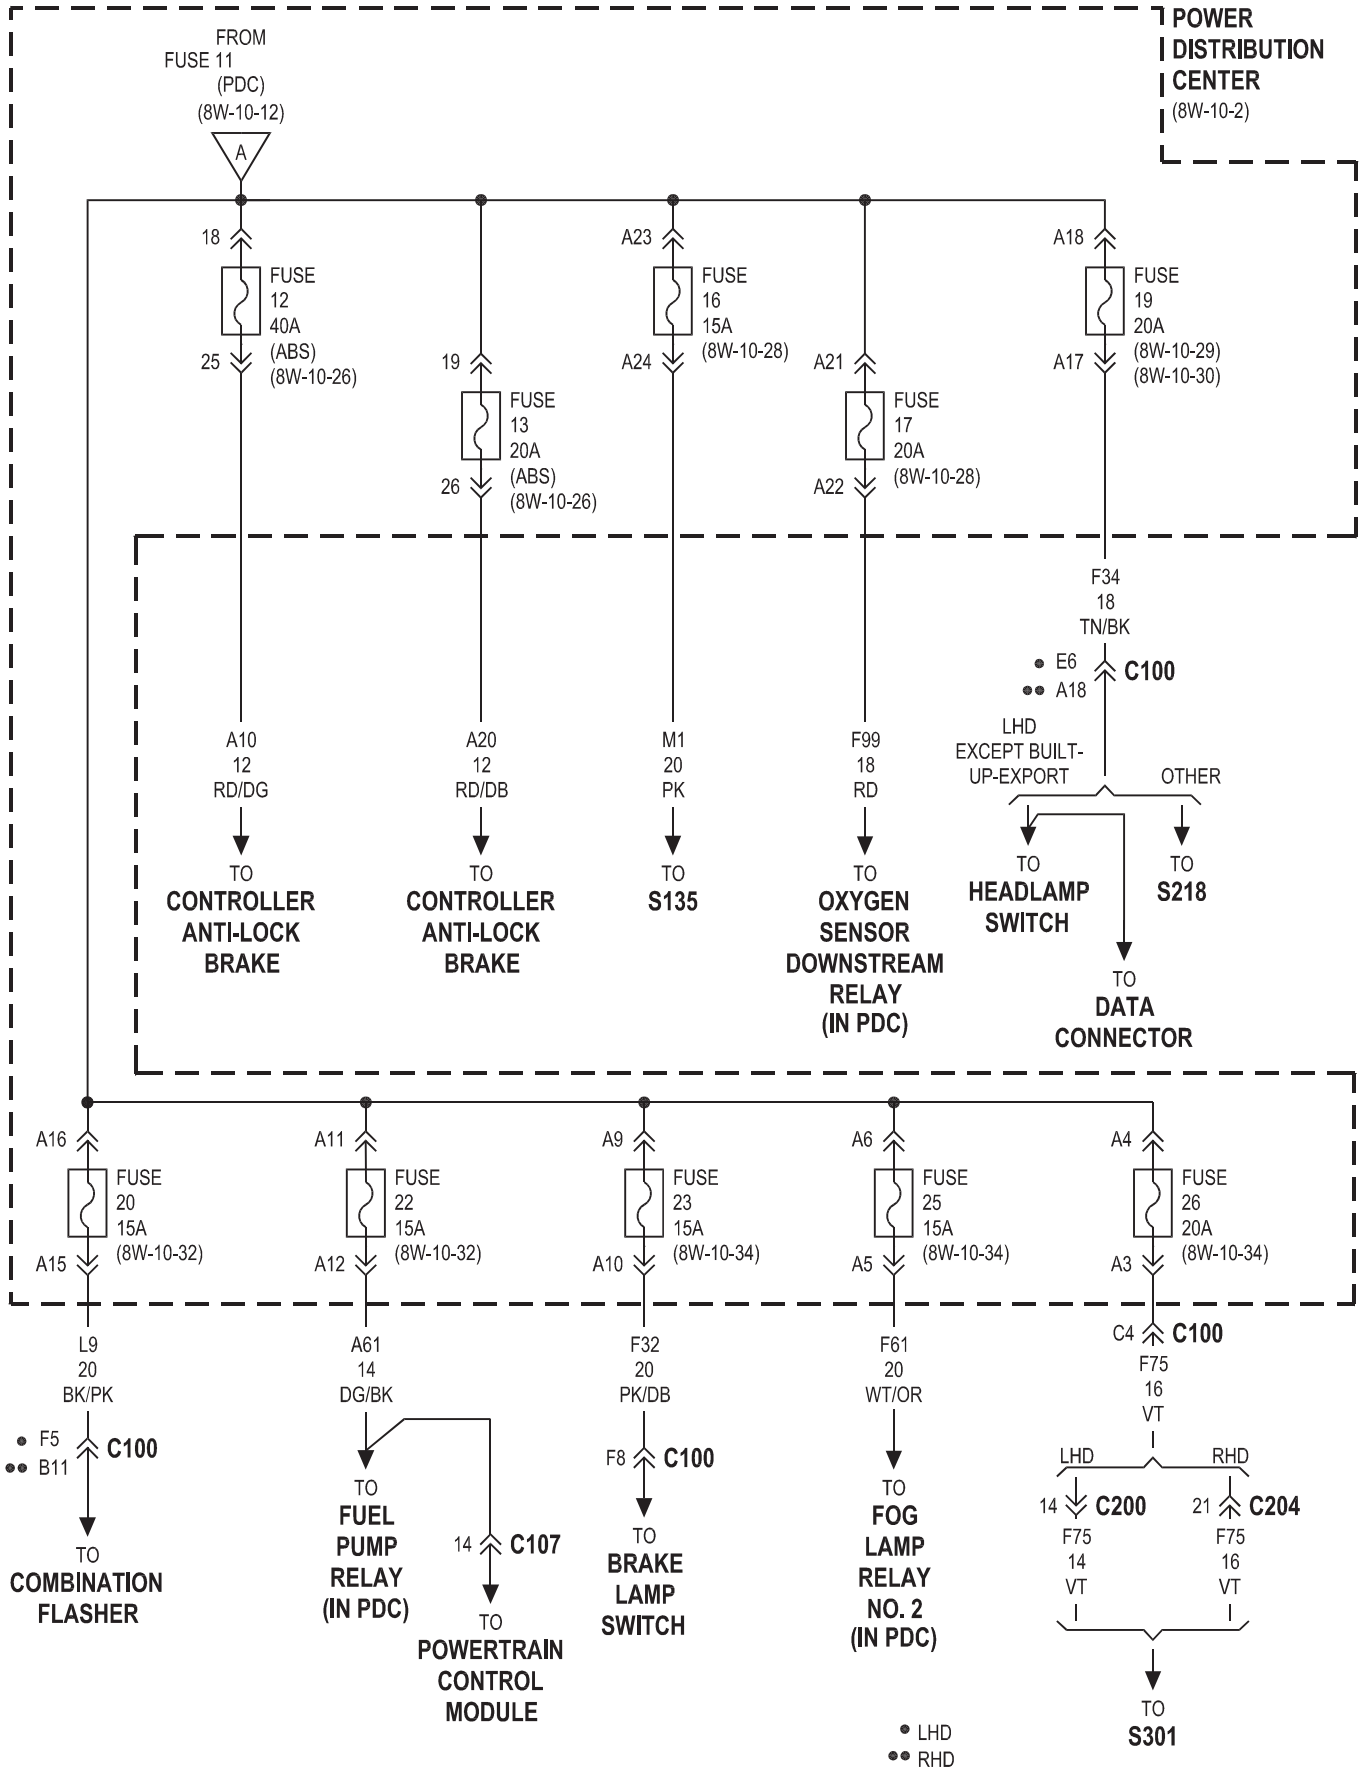 POWER
DISTRIBUTION
CENTER
(8W-10-2)
FROM
FUSE 11
(PDC)
(8W-10-12)
A
18
FUSE
12
40A
(ABS)
(8W-10-26)
25
19
FUSE
13
20A
(ABS)
(8W-10-26)
26
A23
FUSE
16
15A
(8W-10-28)
A24
A21
FUSE
17
20A
(8W-10-28)
A22
A18
FUSE
19
20A
(8W-10-29)
(8W-10-30)
A17
A10
12
RD/DG
TO
CONTROLLER
ANTI-LOCK
BRAKE
A20
12
RD/DB
TO
CONTROLLER
ANTI-LOCK
BRAKE
M1
20
PK
TO
S135
F99
18
RD
TO
OXYGEN
SENSOR
DOWNSTREAM
RELAY
(IN PDC)
F34
18
TN/BK
• E6
•• A18
C100
LHD
EXCEPT BUILT-
UP-EXPORT
OTHER
TO
HEADLAMP
SWITCH
TO
S218
TO
DATA
CONNECTOR
A16
FUSE
20
15A
(8W-10-32)
A15
A11
FUSE
22
15A
(8W-10-32)
A12
A9
FUSE
23
15A
(8W-10-34)
A10
A6
FUSE
25
15A
(8W-10-34)
A5
A4
FUSE
26
20A
(8W-10-34)
A3
L9
20
BK/PK
• F5
•• B11
C100
TO
COMBINATION
FLASHER
A61
14
DG/BK
TO
FUEL
PUMP
RELAY
(IN PDC)
14 C107
TO
POWERTRAIN
CONTROL
MODULE
F32
20
PK/DB
F8 C100
TO
BRAKE
LAMP
SWITCH
F61
20
WT/OR
TO
FOG
LAMP
RELAY
NO. 2
(IN PDC)
C4 C100
F75
16
VT
LHD
RHD
14 C200
F75
14
VT
21 C204
F75
16
VT
TO
S301
• LHD
•• RHD